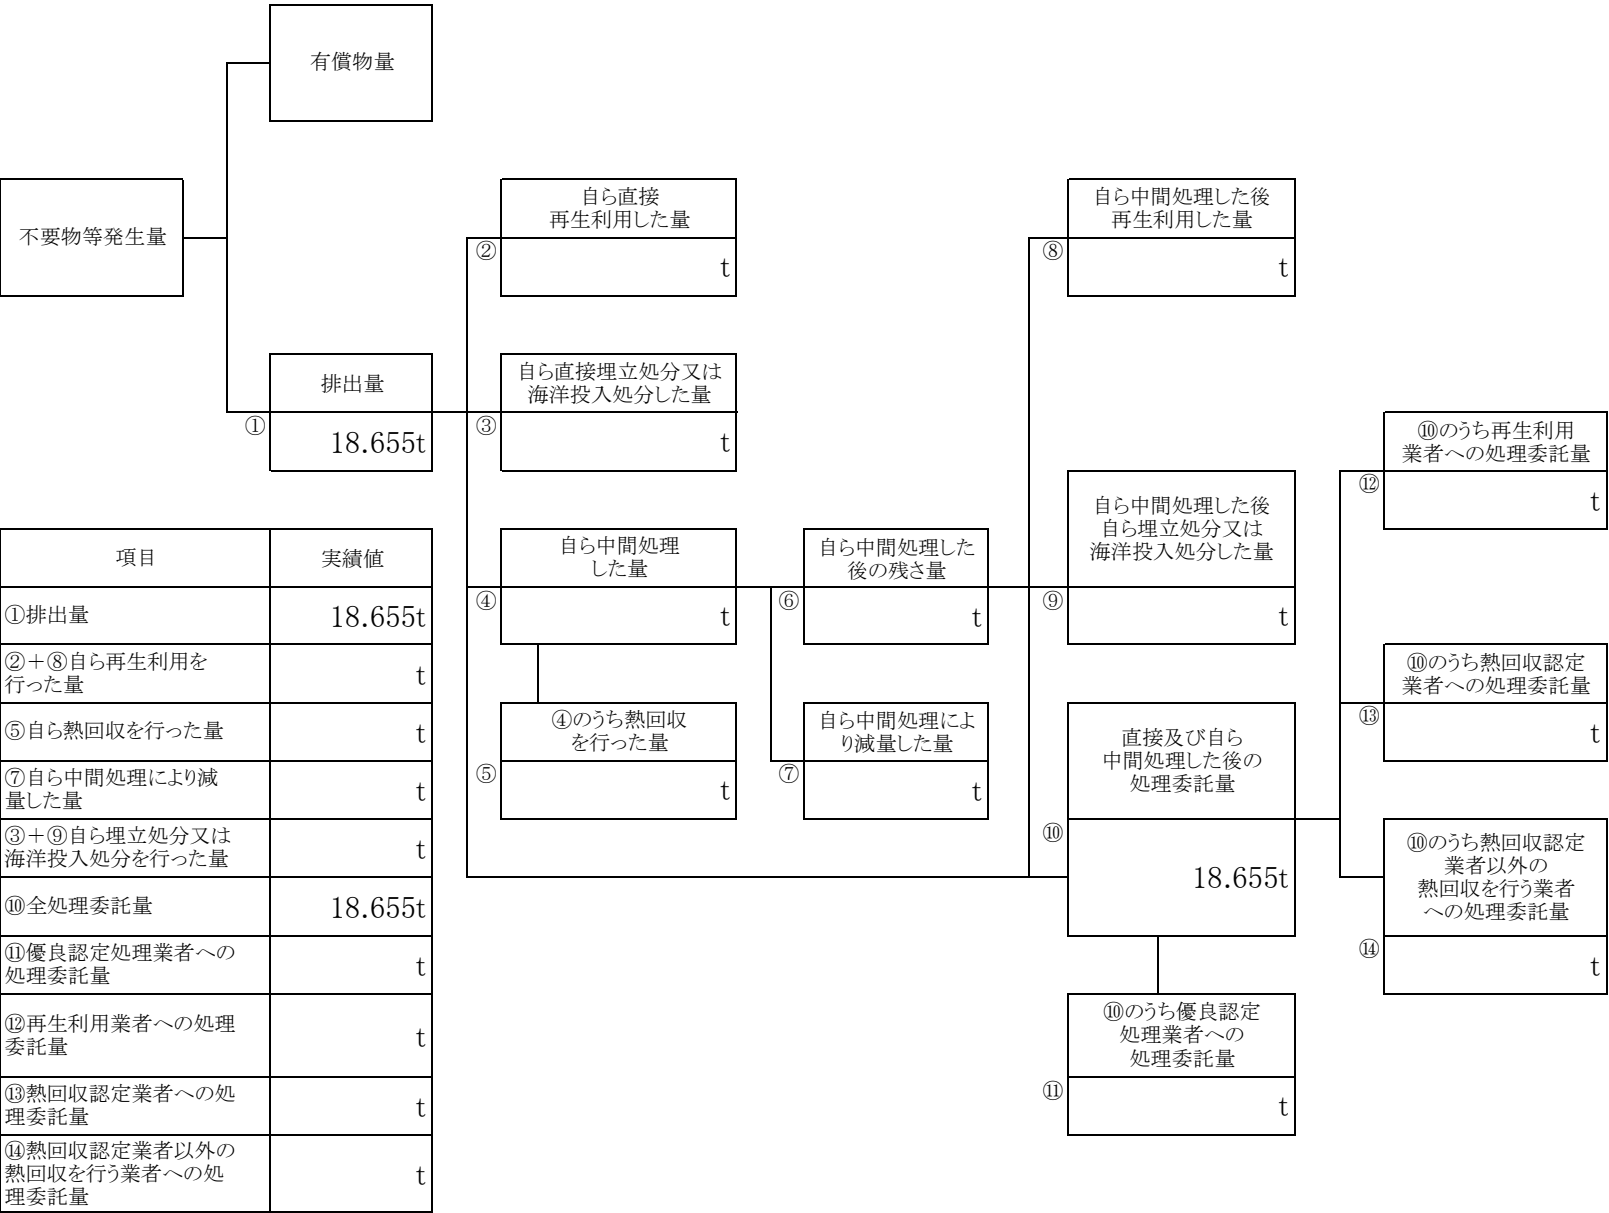 有償物量
不要物等発生量
排出量
①
18.655t
自ら直接
再生利用した量
②
t
自ら直接埋立処分又は
海洋投入処分した量
③
t
自ら中間処理
した量
④
t
④のうち熱回収
を行った量
⑤
t
自ら中間処理した
後の残さ量
⑥
t
自ら中間処理によ
り減量した量
⑦
t
自ら中間処理した後
再生利用した量
⑧
t
自ら中間処理した後
自ら埋立処分又は
海洋投入処分した量
⑨
t
直接及び自ら
中間処理した後の
処理委託量
⑩
18.655t
⑩のうち優良認定
処理業者への
処理委託量
⑪
t
⑩のうち再生利用
業者への処理委託量
⑫
t
⑩のうち熱回収認定
業者への処理委託量
⑬
t
⑩のうち熱回収認定
業者以外の
熱回収を行う業者
への処理委託量
⑭
t
項目 実績値
①排出量 18.655t
②＋⑧自ら再生利用を
行った量
t
⑤自ら熱回収を行った量 t
⑦自ら中間処理により減
量した量
t
③＋⑨自ら埋立処分又は
海洋投入処分を行った量
t
⑩全処理委託量 18.655t
⑪優良認定処理業者への
処理委託量
t
⑫再生利用業者への処理
委託量
t
⑬熱回収認定業者への処
理委託量
t
⑭熱回収認定業者以外の
熱回収を行う業者への処
理委託量
t